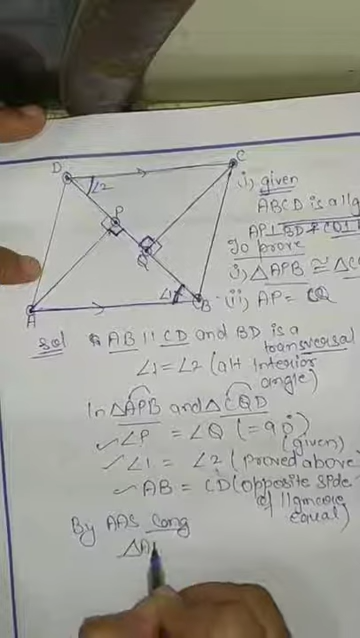 D
C
∠2
P
Q
A
∠1
B
(i) given
ABCD is a ||g
AP⊥BD & CQ⊥
To prove
i) △APB ≅ △C
(ii) AP = CQ
Sol AB || CD and BD is a
transversal
∠1 = ∠2 (alt interior
angle)
In △APB and △CQD
✓ ∠P = ∠Q (= 90°)
(given)
✓ ∠1 = ∠2 (proved above)
✓ AB = CD (opposite side
of ||gm are
equal)
By AAS Cong
△A